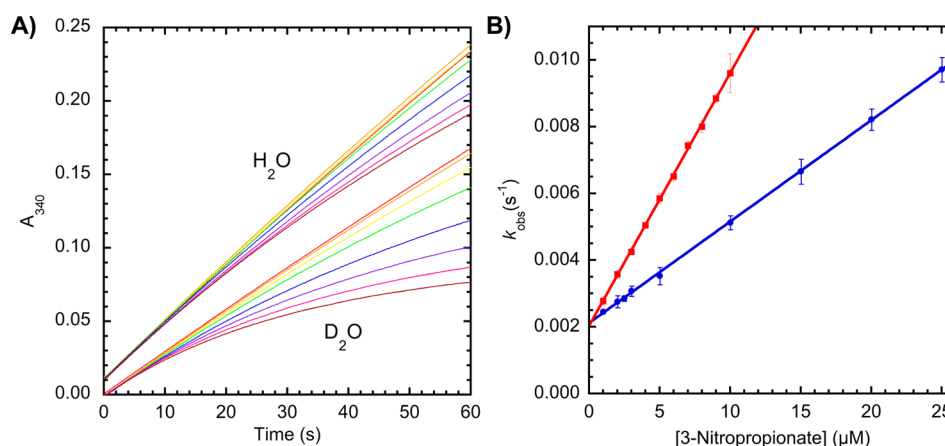 A)
0.25
0.20
0.15
0.10
0.05
0.00
A340
H2O
D2O
0 10 20 30 40 50 60
Time (s)
B)
0.010
0.008
0.006
0.004
0.002
0.000
kobs(s-1)
0 5 10 15 20 25
[3-Nitropropionate] (µM)